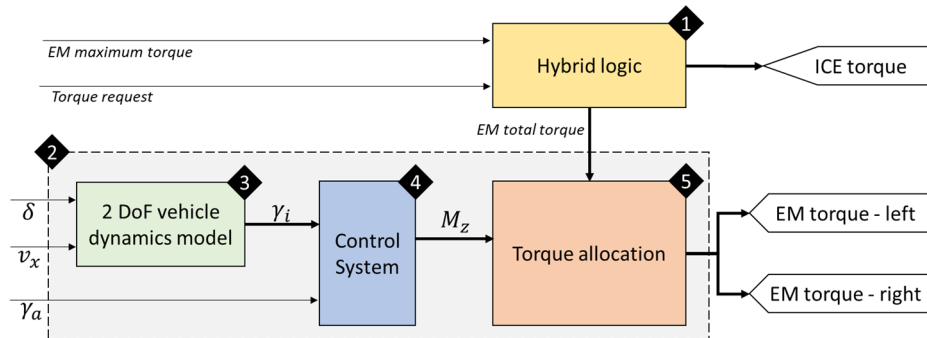 1
EM maximum torque
Hybrid logic
ICE torque
Torque request
EM total torque
2
3
4
5
δ
2 DoF vehicle
dynamics model
γᵢ
Control
System
M_z
Torque allocation
EM torque - left
vₓ
EM torque - right
γₐ